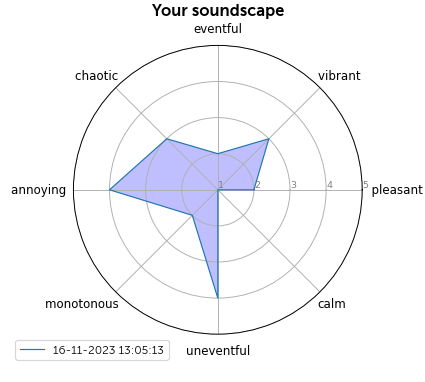 Your soundscape
eventful
chaotic
vibrant
annoying
1 2 3 4 5
pleasant
monotonous
calm
16-11-2023 13:05:13
uneventful